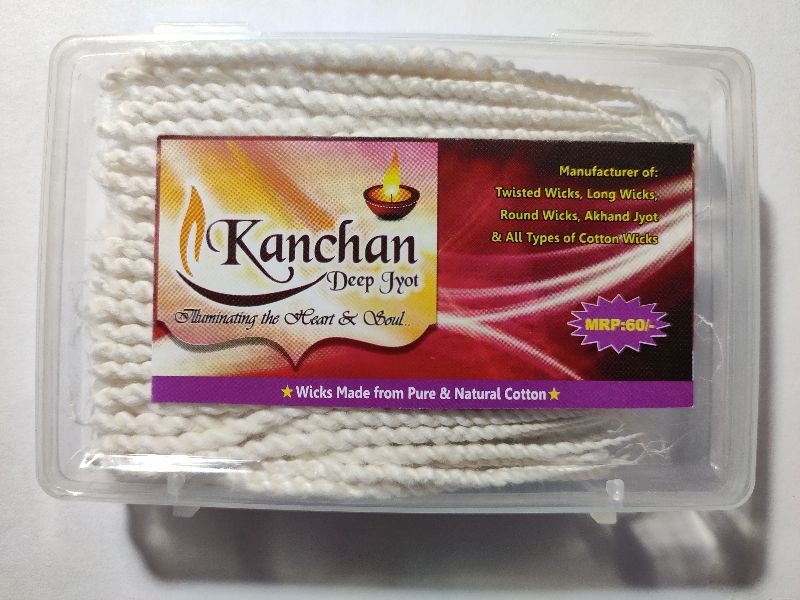 Kanchan
Deep Jyot
Illuminating the Heart & Soul...
Manufacturer of:
Twisted Wicks, Long Wicks,
Round Wicks, Akhand Jyot
& All Types of Cotton Wicks
MRP:60/-
Wicks Made from Pure & Natural Cotton